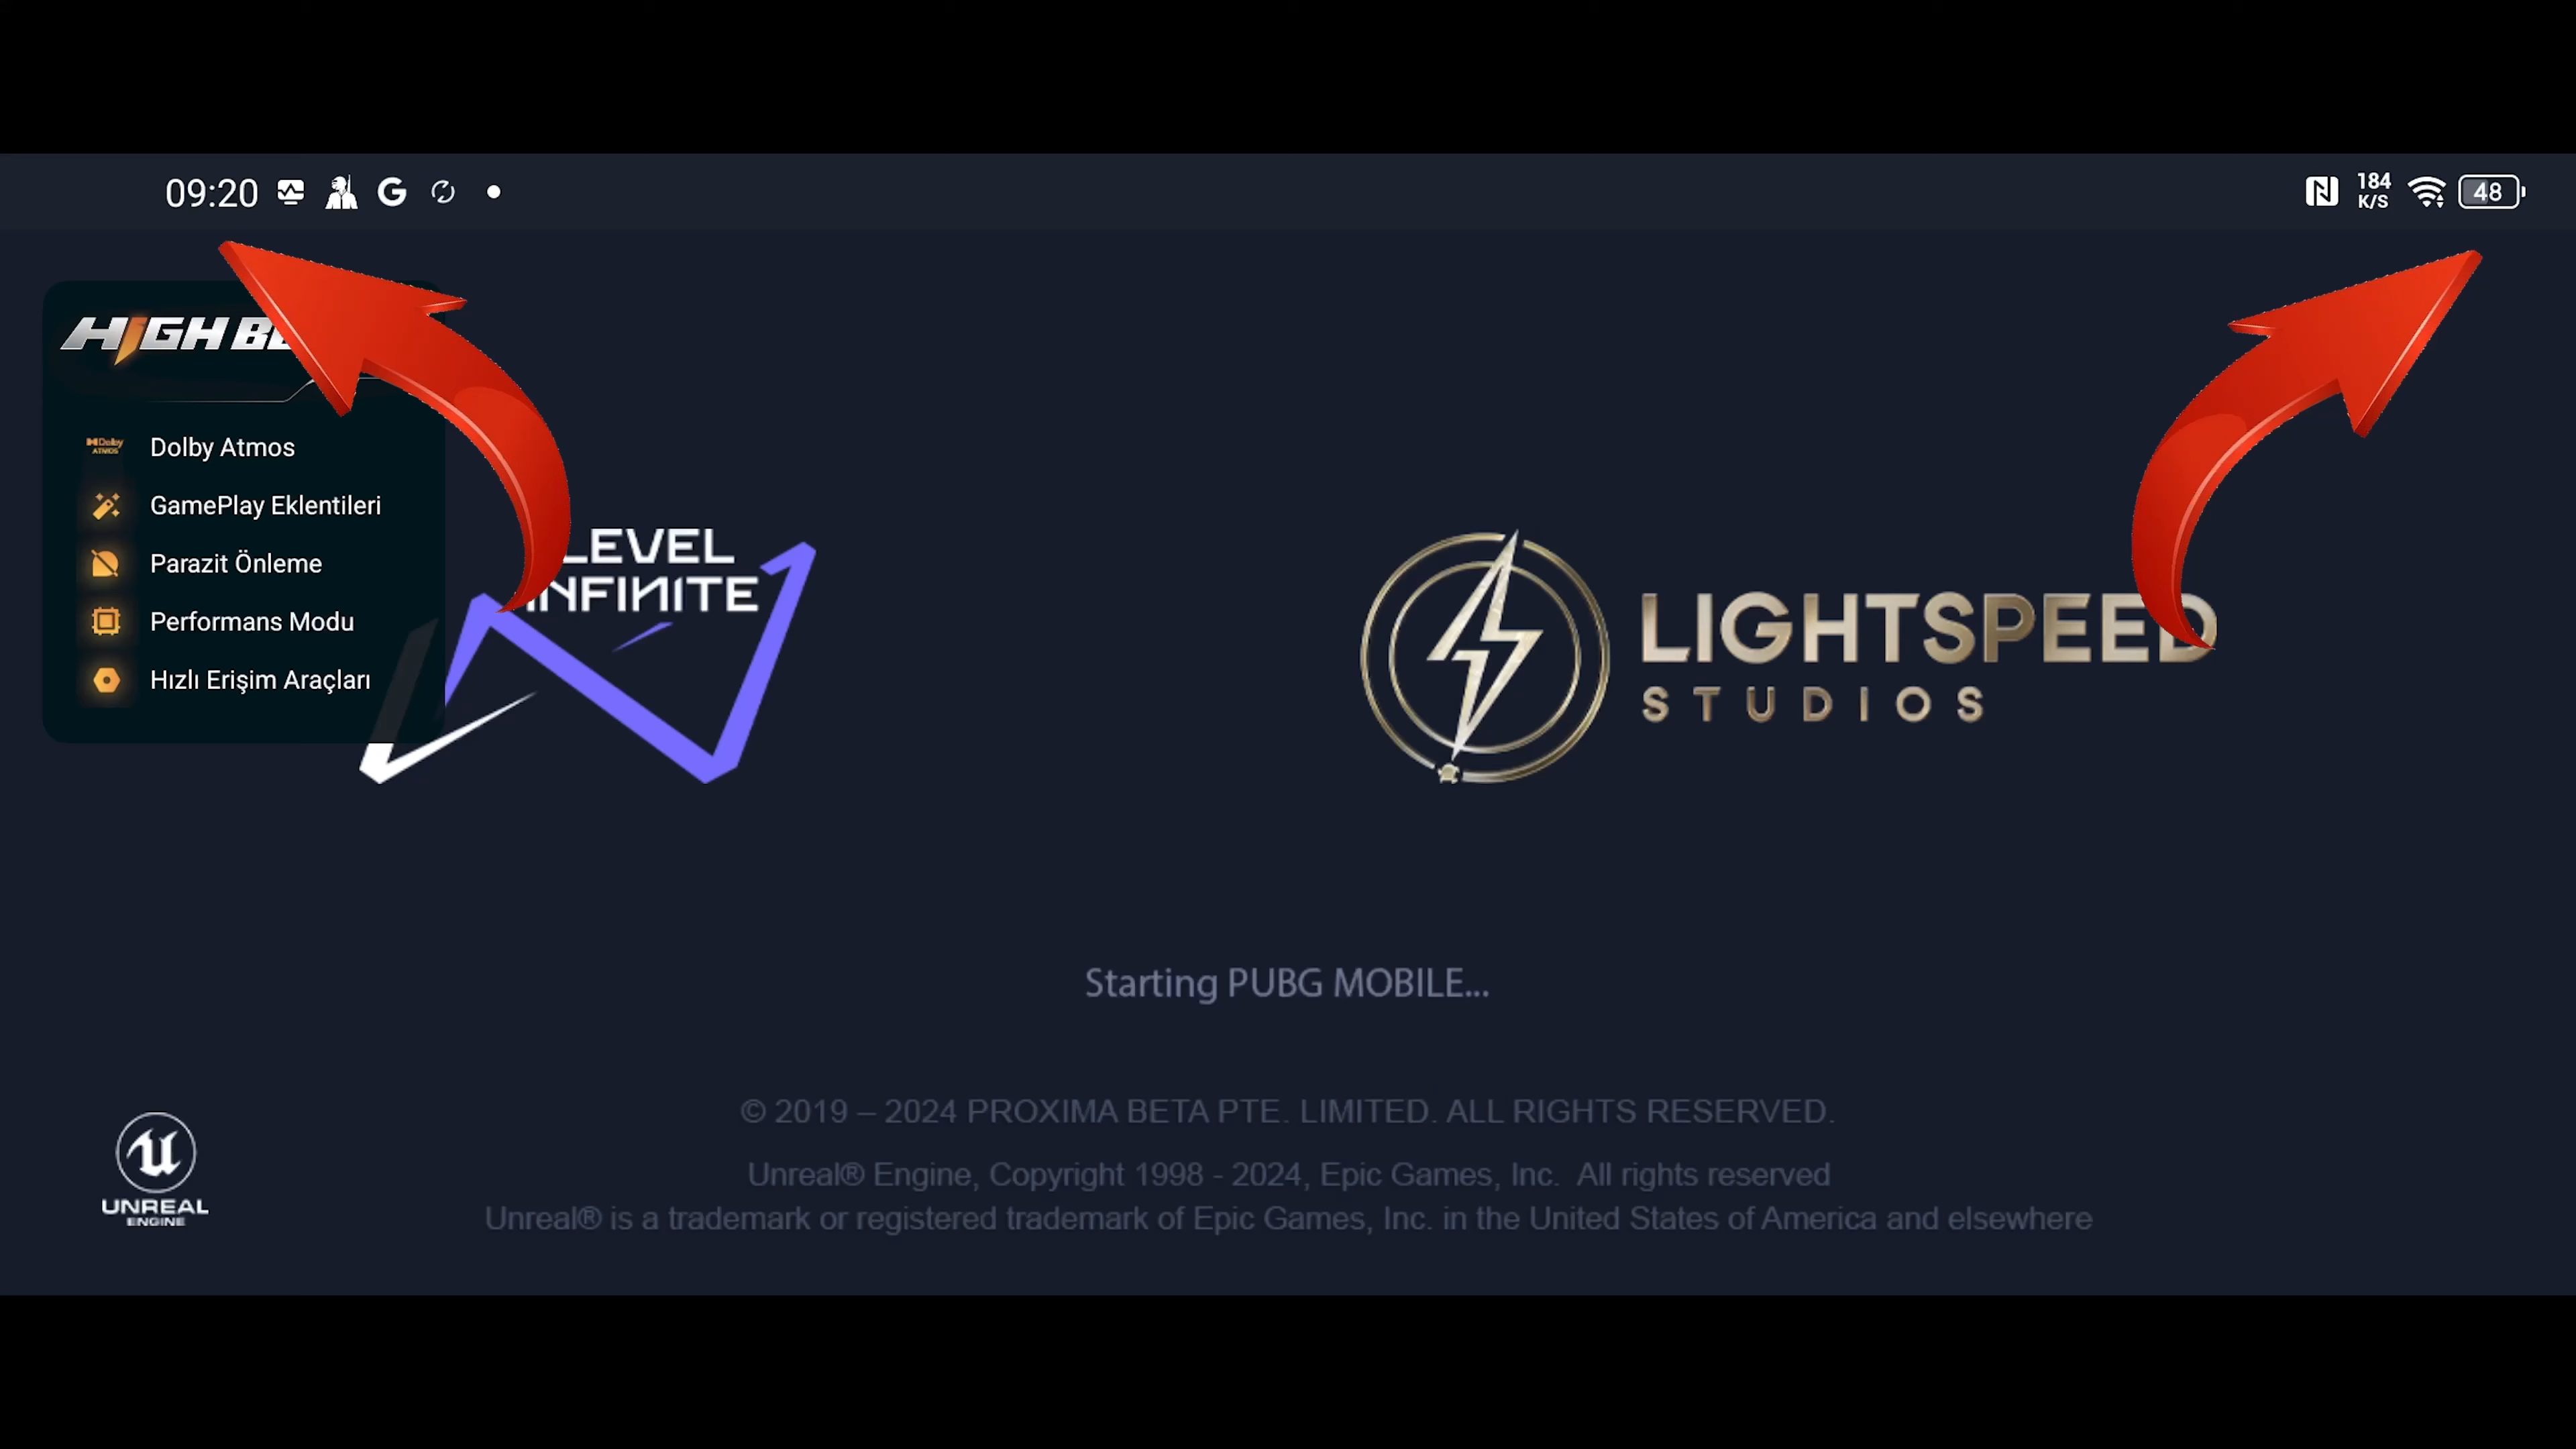 09:20
184
K/S
48
HIGH
Dolby Atmos
GamePlay Eklentileri
Parazit Önleme
Performans Modu
Hızlı Erişim Araçları
LEVEL
INFINITE
LIGHTSPEED
STUDIOS
Starting PUBG MOBILE...
© 2019 – 2024 PROXIMA BETA PTE. LIMITED. ALL RIGHTS RESERVED.
Unreal® Engine, Copyright 1998 - 2024, Epic Games, Inc. All rights reserved
Unreal® is a trademark or registered trademark of Epic Games, Inc. in the United States of America and elsewhere
UNREAL
ENGINE